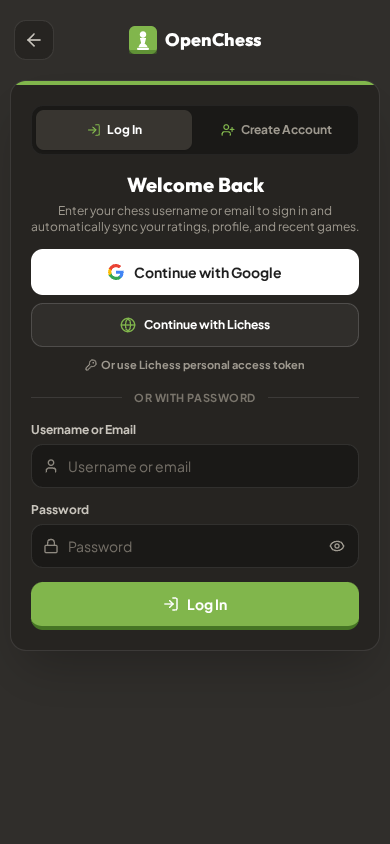 OpenChess
Log In
Create Account
Welcome Back
Enter your chess username or email to sign in and
automatically sync your ratings, profile, and recent games.
Continue with Google
Continue with Lichess
Or use Lichess personal access token
OR WITH PASSWORD
Username or Email
Username or email
Password
Password
Log In